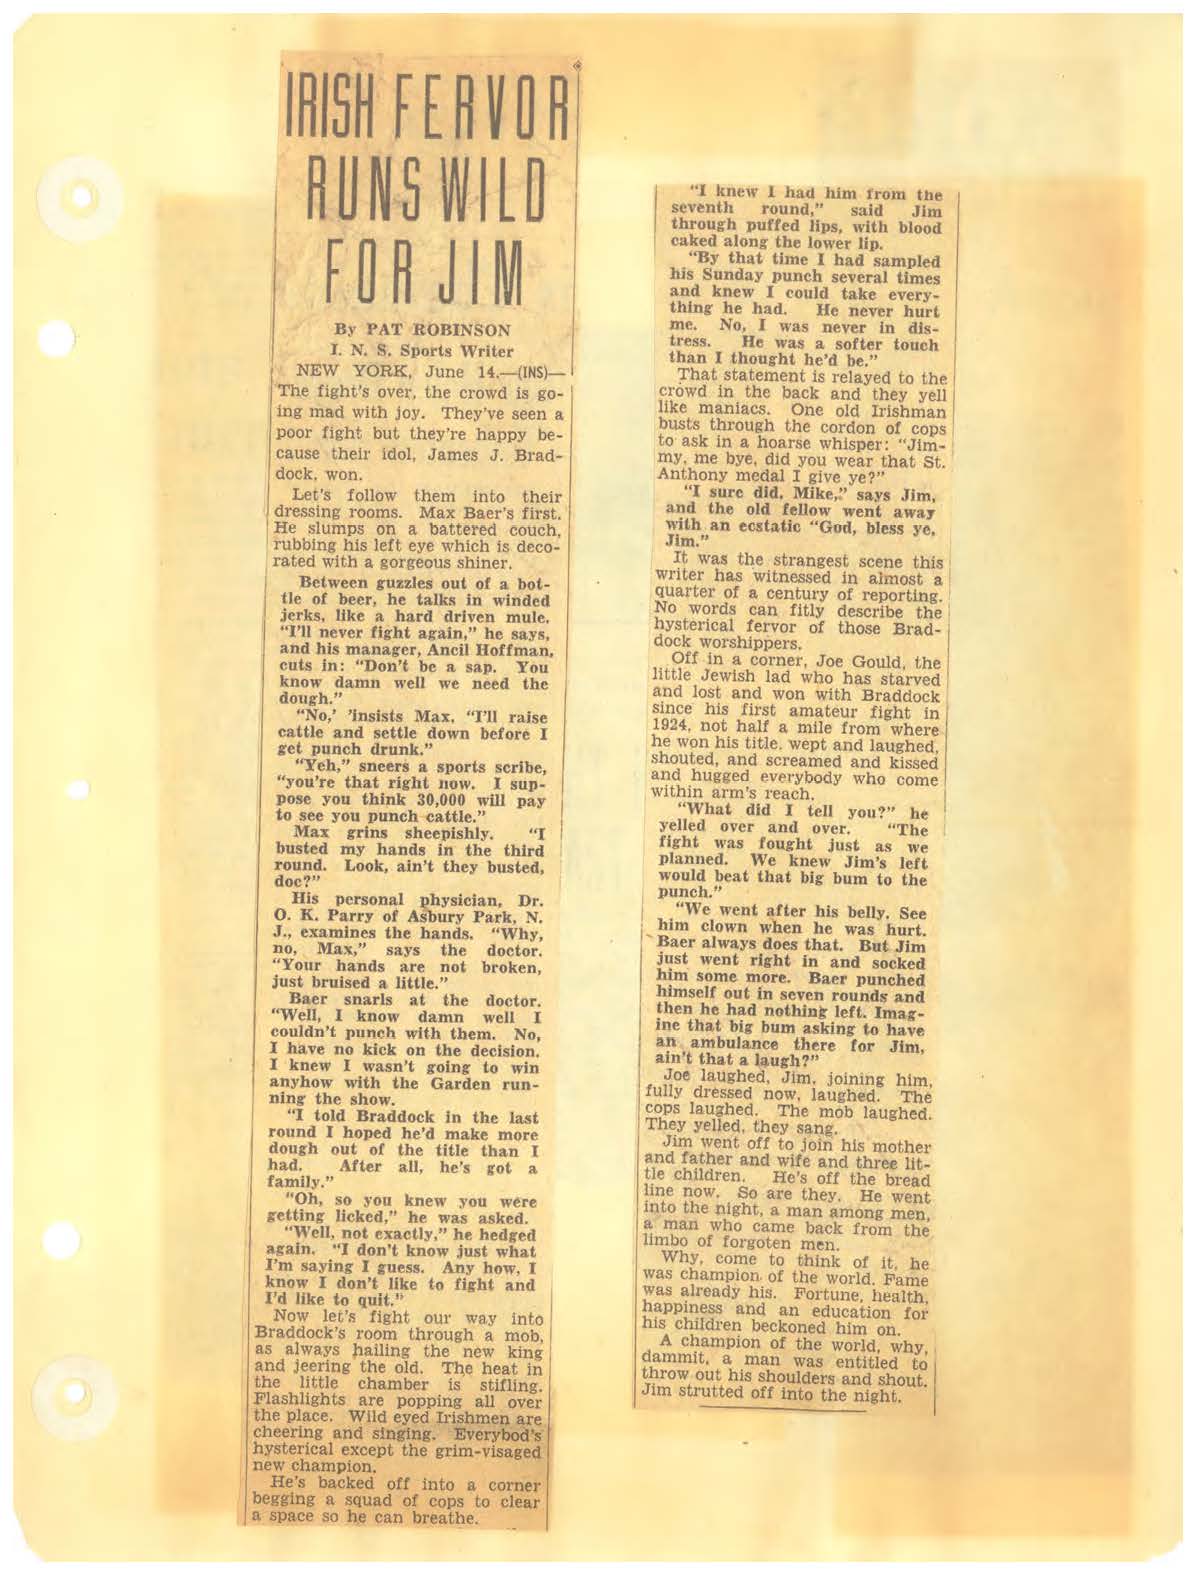 IRISH FERVOR
RUNS WILD
FOR JIM
By PAT ROBINSON
I. N. S. Sports Writer
NEW YORK, June 14.—(INS)—
The fight's over, the crowd is go-
ing mad with joy. They've seen a
poor fight but they're happy be-
cause their idol, James J. Brad-
dock, won.
Let's follow them into their
dressing rooms. Max Baer's first.
He slumps on a battered couch,
rubbing his left eye which is deco-
rated with a gorgeous shiner.
Between guzzles out of a bot-
tle of beer, he talks in winded
jerks, like a hard driven mule.
"I'll never fight again," he says,
and his manager, Ancil Hoffman,
cuts in: "Don't be a sap. You
know damn well we need the
dough."
"No,' 'insists Max, "I'll raise
cattle and settle down before I
get punch drunk."
"Yeh," sneers a sports scribe,
"you're that right now. I sup-
pose you think 30,000 will pay
to see you punch cattle."
Max grins sheepishly. "I
busted my hands in the third
round. Look, ain't they busted,
doc?"
His personal physician, Dr.
O. K. Parry of Asbury Park, N.
J., examines the hands. "Why,
no, Max," says the doctor.
"Your hands are not broken,
just bruised a little."
Baer snarls at the doctor.
"Well, I know damn well I
couldn't punch with them. No,
I have no kick on the decision.
I knew I wasn't going to win
anyhow with the Garden run-
ning the show.
"I told Braddock in the last
round I hoped he'd make more
dough out of the title than I
had. After all, he's got a
family."
"Oh, so you knew you were
getting licked," he was asked.
"Well, not exactly," he hedged
again. "I don't know just what
I'm saying I guess. Any how, I
know I don't like to fight and
I'd like to quit."
Now let's fight our way into
Braddock's room through a mob,
as always hailing the new king
and jeering the old. The heat in
the little chamber is stifling.
Flashlights are popping all over
the place. Wild eyed Irishmen are
cheering and singing. Everybod's
hysterical except the grim-visaged
new champion.
He's backed off into a corner
begging a squad of cops to clear
a space so he can breathe.
"I knew I had him from the
seventh round," said Jim
through puffed lips, with blood
caked along the lower lip.
"By that time I had sampled
his Sunday punch several times
and knew I could take every-
thing he had. He never hurt
me. No, I was never in dis-
tress. He was a softer touch
than I thought he'd be."
That statement is relayed to the
crowd in the back and they yell
like maniacs. One old Irishman
busts through the cordon of cops
to ask in a hoarse whisper: "Jim-
my, me bye, did you wear that St.
Anthony medal I give ye?"
"I sure did, Mike," says Jim,
and the old fellow went away
with an ecstatic "God, bless ye,
Jim."
It was the strangest scene this
writer has witnessed in almost a
quarter of a century of reporting.
No words can fitly describe the
hysterical fervor of those Brad-
dock worshippers.
Off in a corner, Joe Gould, the
little Jewish lad who has starved
and lost and won with Braddock
since his first amateur fight in
1924, not half a mile from where
he won his title, wept and laughed,
shouted, and screamed and kissed
and hugged everybody who come
within arm's reach.
"What did I tell you?" he
yelled over and over. "The
fight was fought just as we
planned. We knew Jim's left
would beat that big bum to the
punch."
"We went after his belly. See
him clown when he was hurt.
Baer always does that. But Jim
just went right in and socked
him some more. Baer punched
himself out in seven rounds and
then he had nothing left. Imag-
ine that big bum asking to have
an ambulance there for Jim,
ain't that a laugh?"
Joe laughed, Jim, joining him,
fully dressed now, laughed. The
cops laughed. The mob laughed.
They yelled, they sang.
Jim went off to join his mother
and father and wife and three lit-
tle children. He's off the bread
line now. So are they. He went
into the night, a man among men,
a man who came back from the
limbo of forgoten men.
Why, come to think of it, he
was champion of the world. Fame
was already his. Fortune, health,
happiness and an education for
his children beckoned him on.
A champion of the world, why,
dammit, a man was entitled to
throw out his shoulders and shout.
Jim strutted off into the night.